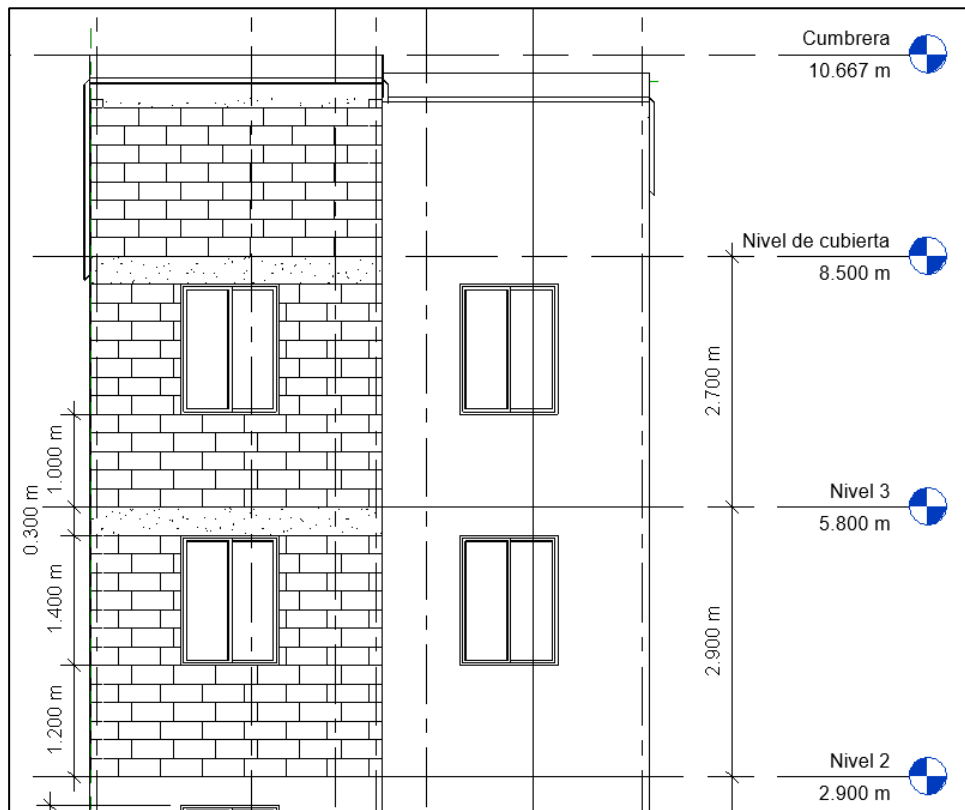 Cumbrera
10.667 m
Nivel de cubierta
8.500 m
2.700 m
1.000 m
0.300 m
Nivel 3
5.800 m
1.400 m
2.900 m
1.200 m
Nivel 2
2.900 m